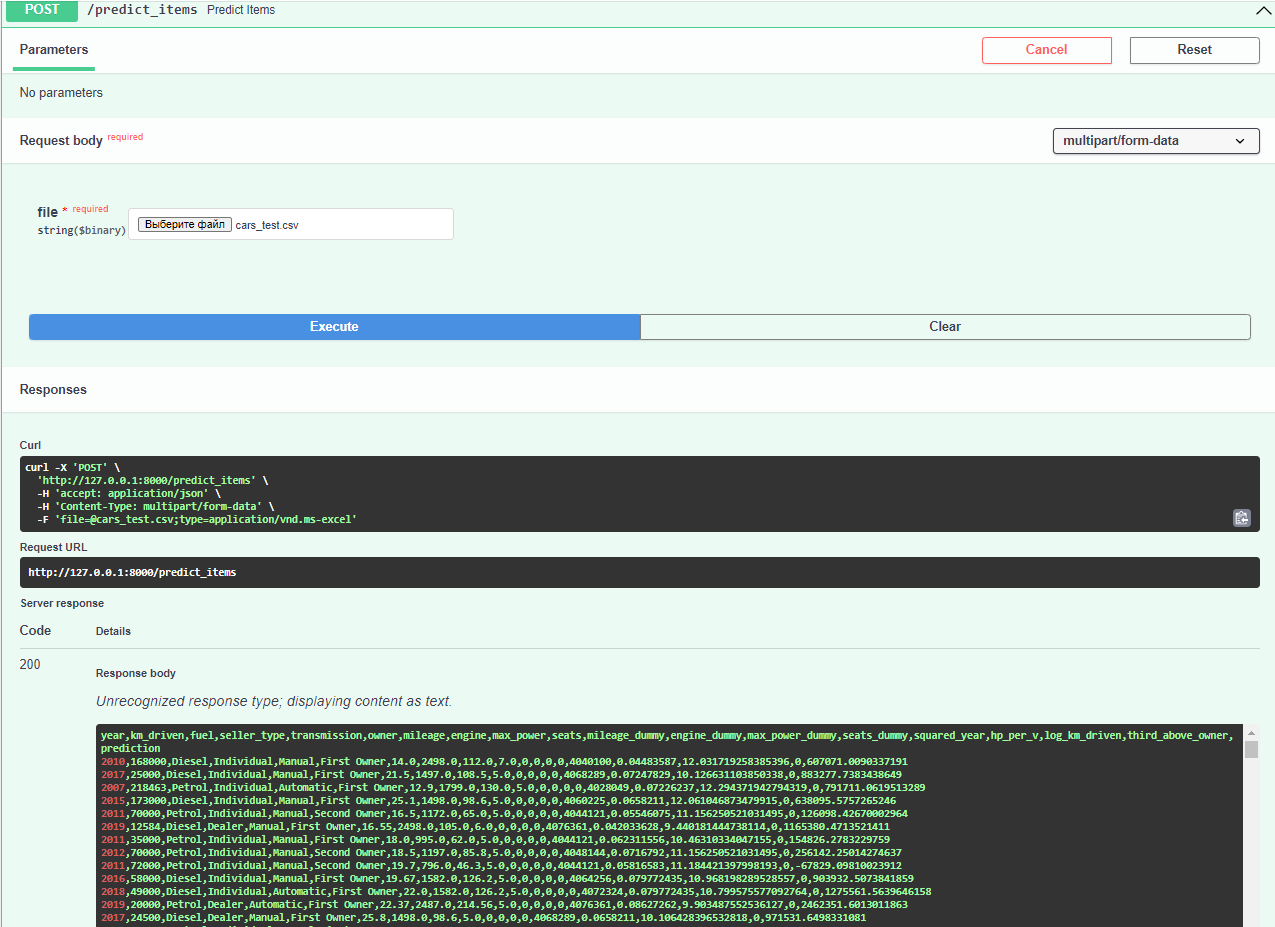 POST /predict_items Predict Items
Parameters
Cancel
Reset
No parameters
Request body required
multipart/form-data
file * required
string($binary)
Выберите файл cars_test.csv
Execute
Clear
Responses
Curl
curl -X 'POST' \
'http://127.0.0.1:8000/predict_items' \
-H 'accept: application/json' \
-H 'Content-Type: multipart/form-data' \
-F 'file=@cars_test.csv;type=application/vnd.ms-excel'
Request URL
http://127.0.0.1:8000/predict_items
Server response
Code Details
200
Response body
Unrecognized response type; displaying content as text.
year,km_driven,fuel,seller_type,transmission,owner,mileage,engine,max_power,seats,mileage_dummy,engine_dummy,max_power_dummy,seats_dummy,squared_year,hp_per_v,log_km_driven,third_above_owner,
prediction
2010,168000,Diesel,Individual,Manual,First Owner,14.0,2498.0,112.0,7.0,0,0,0,0,4040100,0.04483587,12.031719258385396,0,607071.0090337191
2017,25000,Diesel,Individual,Manual,First Owner,21.5,1497.0,108.5,5.0,0,0,0,0,4068289,0.07247829,10.126631103850338,0,883277.7383438649
2007,218463,Petrol,Individual,Automatic,First Owner,12.9,1799.0,130.0,5.0,0,0,0,0,4028049,0.07226237,12.294371942794319,0,791711.0619513289
2015,173000,Diesel,Individual,Manual,First Owner,25.1,1498.0,98.6,5.0,0,0,0,0,4060225,0.0658211,12.061046873479915,0,638095.5757265246
2011,70000,Petrol,Individual,Manual,Second Owner,16.5,1172.0,65.0,5.0,0,0,0,0,4044121,0.05546075,11.156250521031495,0,126098.42670002964
2019,12584,Diesel,Dealer,Manual,First Owner,16.55,2498.0,105.0,6.0,0,0,0,0,4076361,0.042033628,9.440181444738114,0,1165380.4713521411
2011,35000,Petrol,Individual,Manual,First Owner,18.0,995.0,62.0,5.0,0,0,0,0,4044121,0.062311556,10.46310334047155,0,154826.2783229759
2012,70000,Petrol,Individual,Manual,Second Owner,18.5,1197.0,85.8,5.0,0,0,0,0,4048144,0.0716792,11.156250521031495,0,256142.25014274637
2011,72000,Petrol,Individual,Manual,Second Owner,19.7,796.0,46.3,5.0,0,0,0,0,4044121,0.05816583,11.184421397998193,0,-67829.09810023912
2016,58000,Diesel,Individual,Manual,First Owner,19.67,1582.0,126.2,5.0,0,0,0,0,4064256,0.079772435,10.968198289528557,0,903932.5073841859
2018,49000,Diesel,Individual,Automatic,First Owner,22.0,1582.0,126.2,5.0,0,0,0,0,4072324,0.079772435,10.799575577092764,0,1275561.5639646158
2019,20000,Petrol,Dealer,Automatic,First Owner,22.37,2487.0,214.56,5.0,0,0,0,0,4076361,0.08627262,9.903487552536127,0,2462351.6013011863
2017,24500,Diesel,Dealer,Manual,First Owner,25.8,1498.0,98.6,5.0,0,0,0,0,4068289,0.0658211,10.106428396532818,0,971531.6498331081